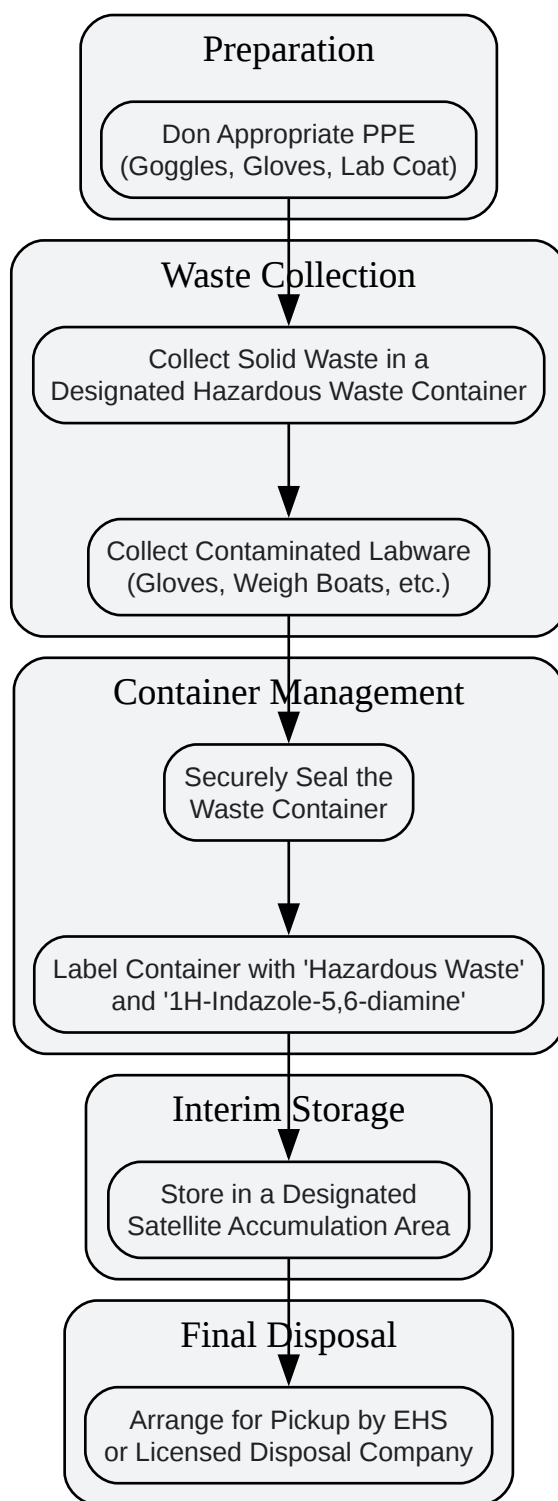 Preparation
Don Appropriate PPE
(Goggles, Gloves, Lab Coat)
Waste Collection
Collect Solid Waste in a
Designated Hazardous Waste Container
Collect Contaminated Labware
(Gloves, Weigh Boats, etc.)
Container Management
Securely Seal the
Waste Container
Label Container with 'Hazardous Waste'
and '1H-Indazole-5,6-diamine'
Interim Storage
Store in a Designated
Satellite Accumulation Area
Final Disposal
Arrange for Pickup by EHS
or Licensed Disposal Company